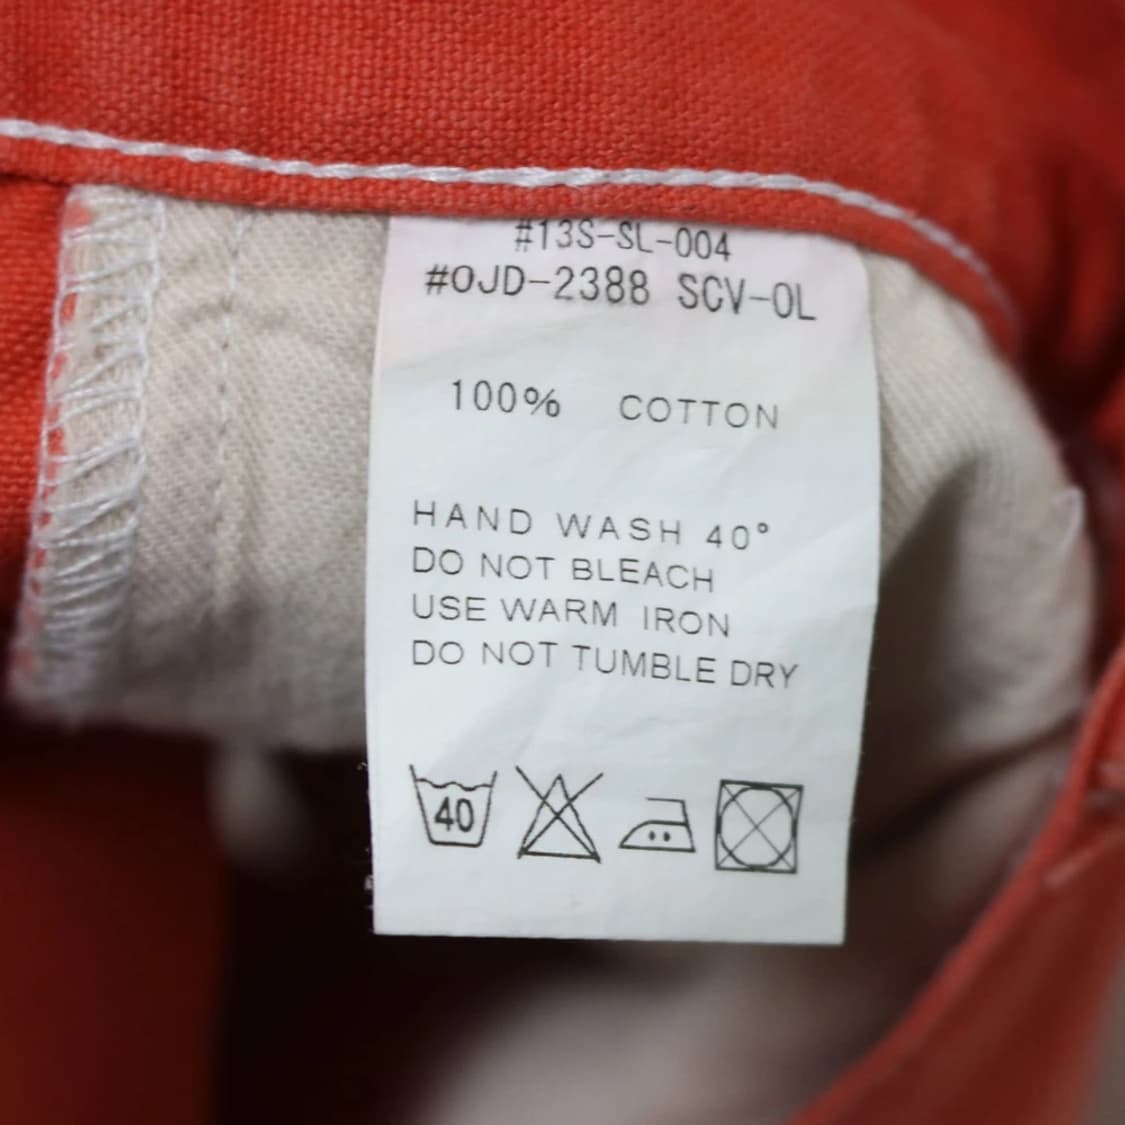 #13S-SL-004
#OJD-2388 SCV-OL
100% COTTON
HAND WASH 40°
DO NOT BLEACH
USE WARM IRON
DO NOT TUMBLE DRY
40